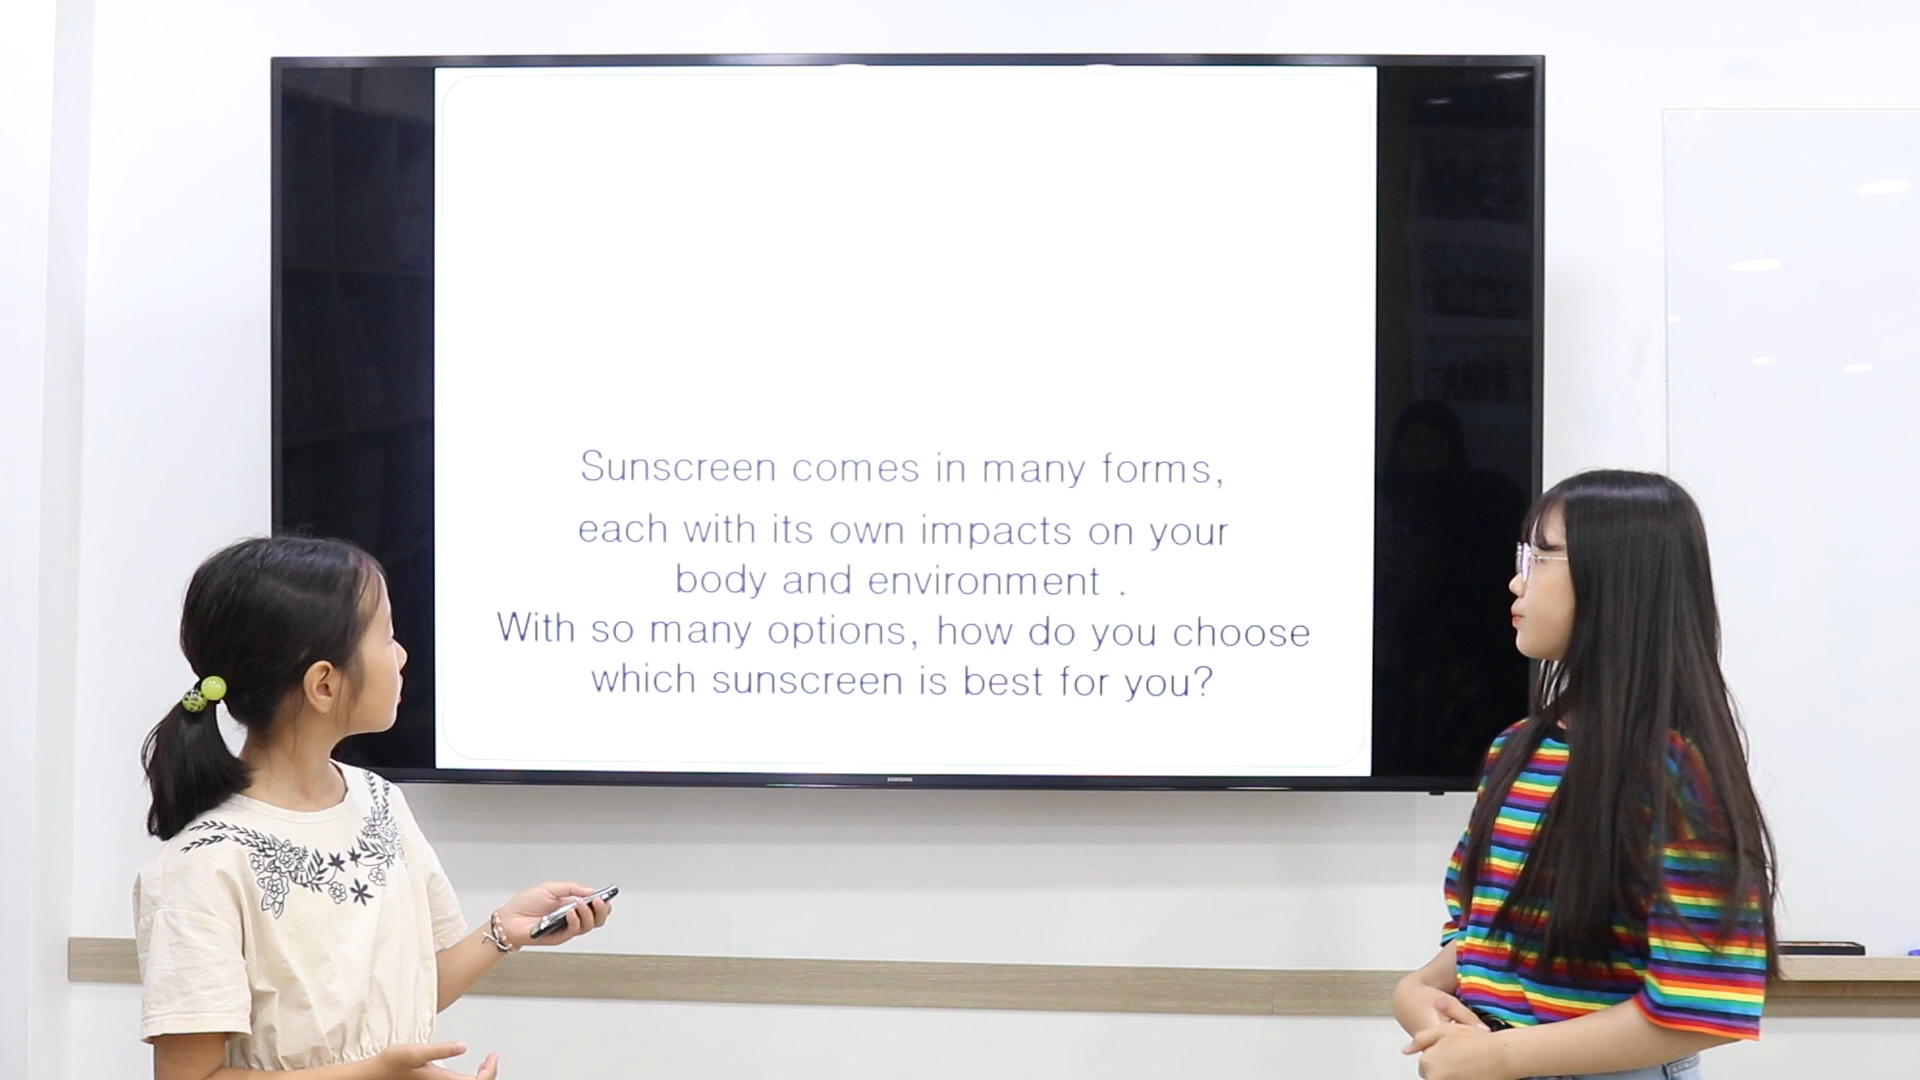 Sunscreen comes in many forms,
each with its own impacts on your
body and environment .
With so many options, how do you choose
which sunscreen is best for you?
SAMSUNG